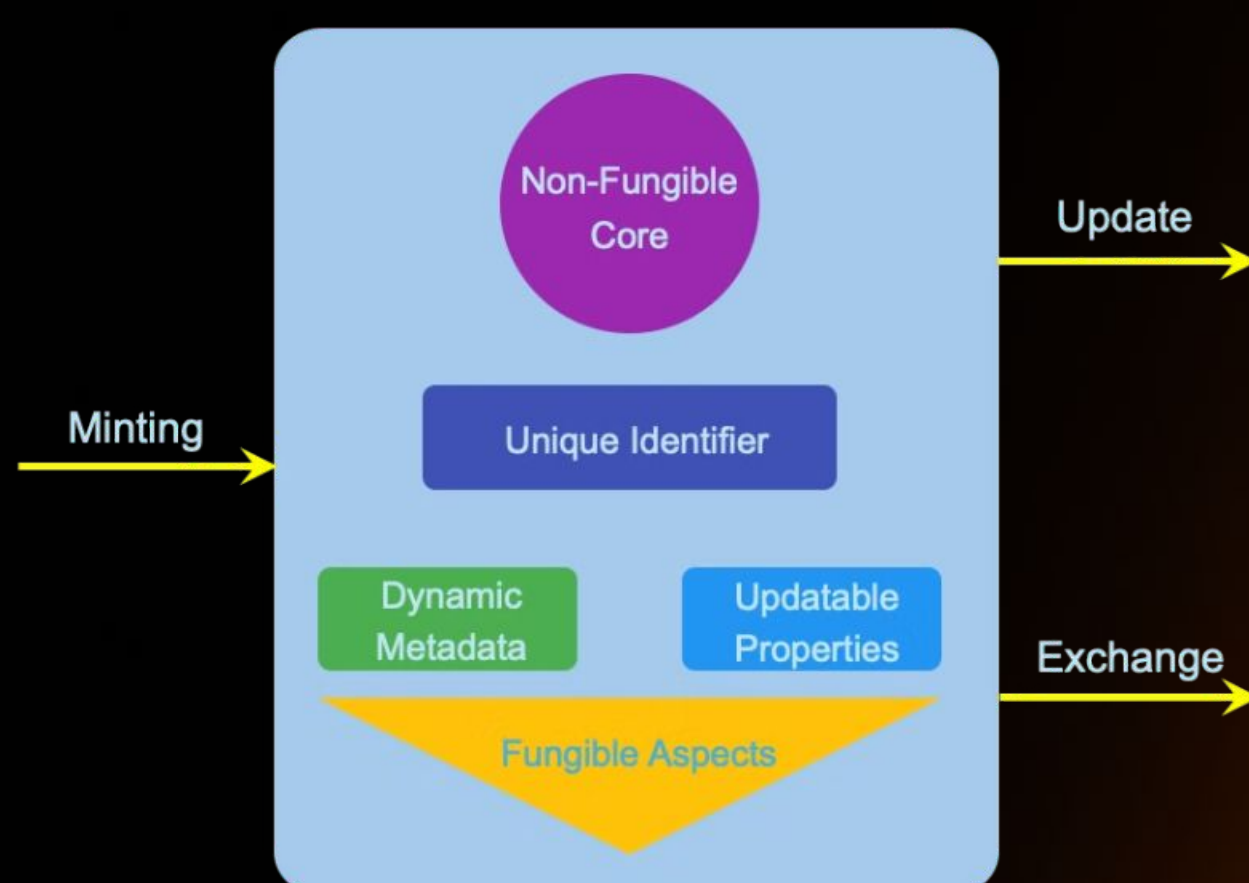 Non-Fungible
Core
Update
Minting
Unique Identifier
Dynamic
Metadata
Updatable
Properties
Exchange
Fungible Aspects